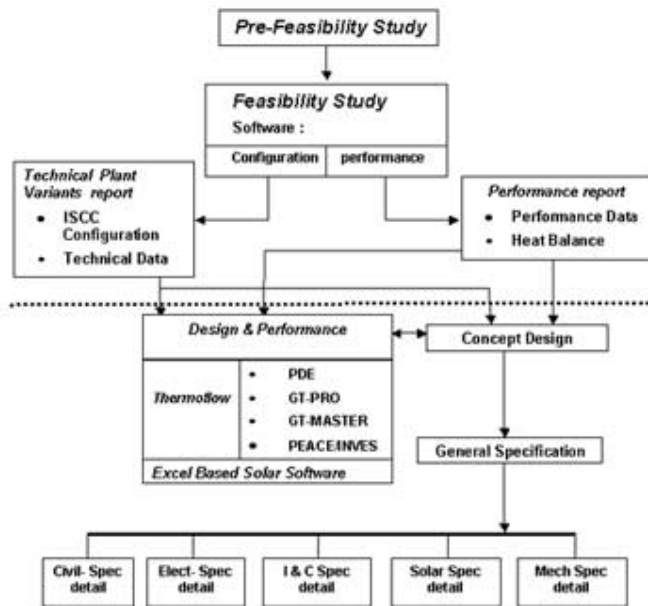 Pre-Feasibility Study
Feasibility Study
Software :
Configuration
performance
Technical Plant
Variants report
• ISCC
Configuration
• Technical Data
Performance report
• Performance Data
• Heat Balance
Design & Performance
Thermoflow
• PDE
• GT-PRO
• GT-MASTER
• PEACE/INVES
Excel Based Solar Software
Concept Design
General Specification
Civil- Spec
detail
Elect- Spec
detail
I & C Spec
detail
Solar Spec
detail
Mech Spec
detail